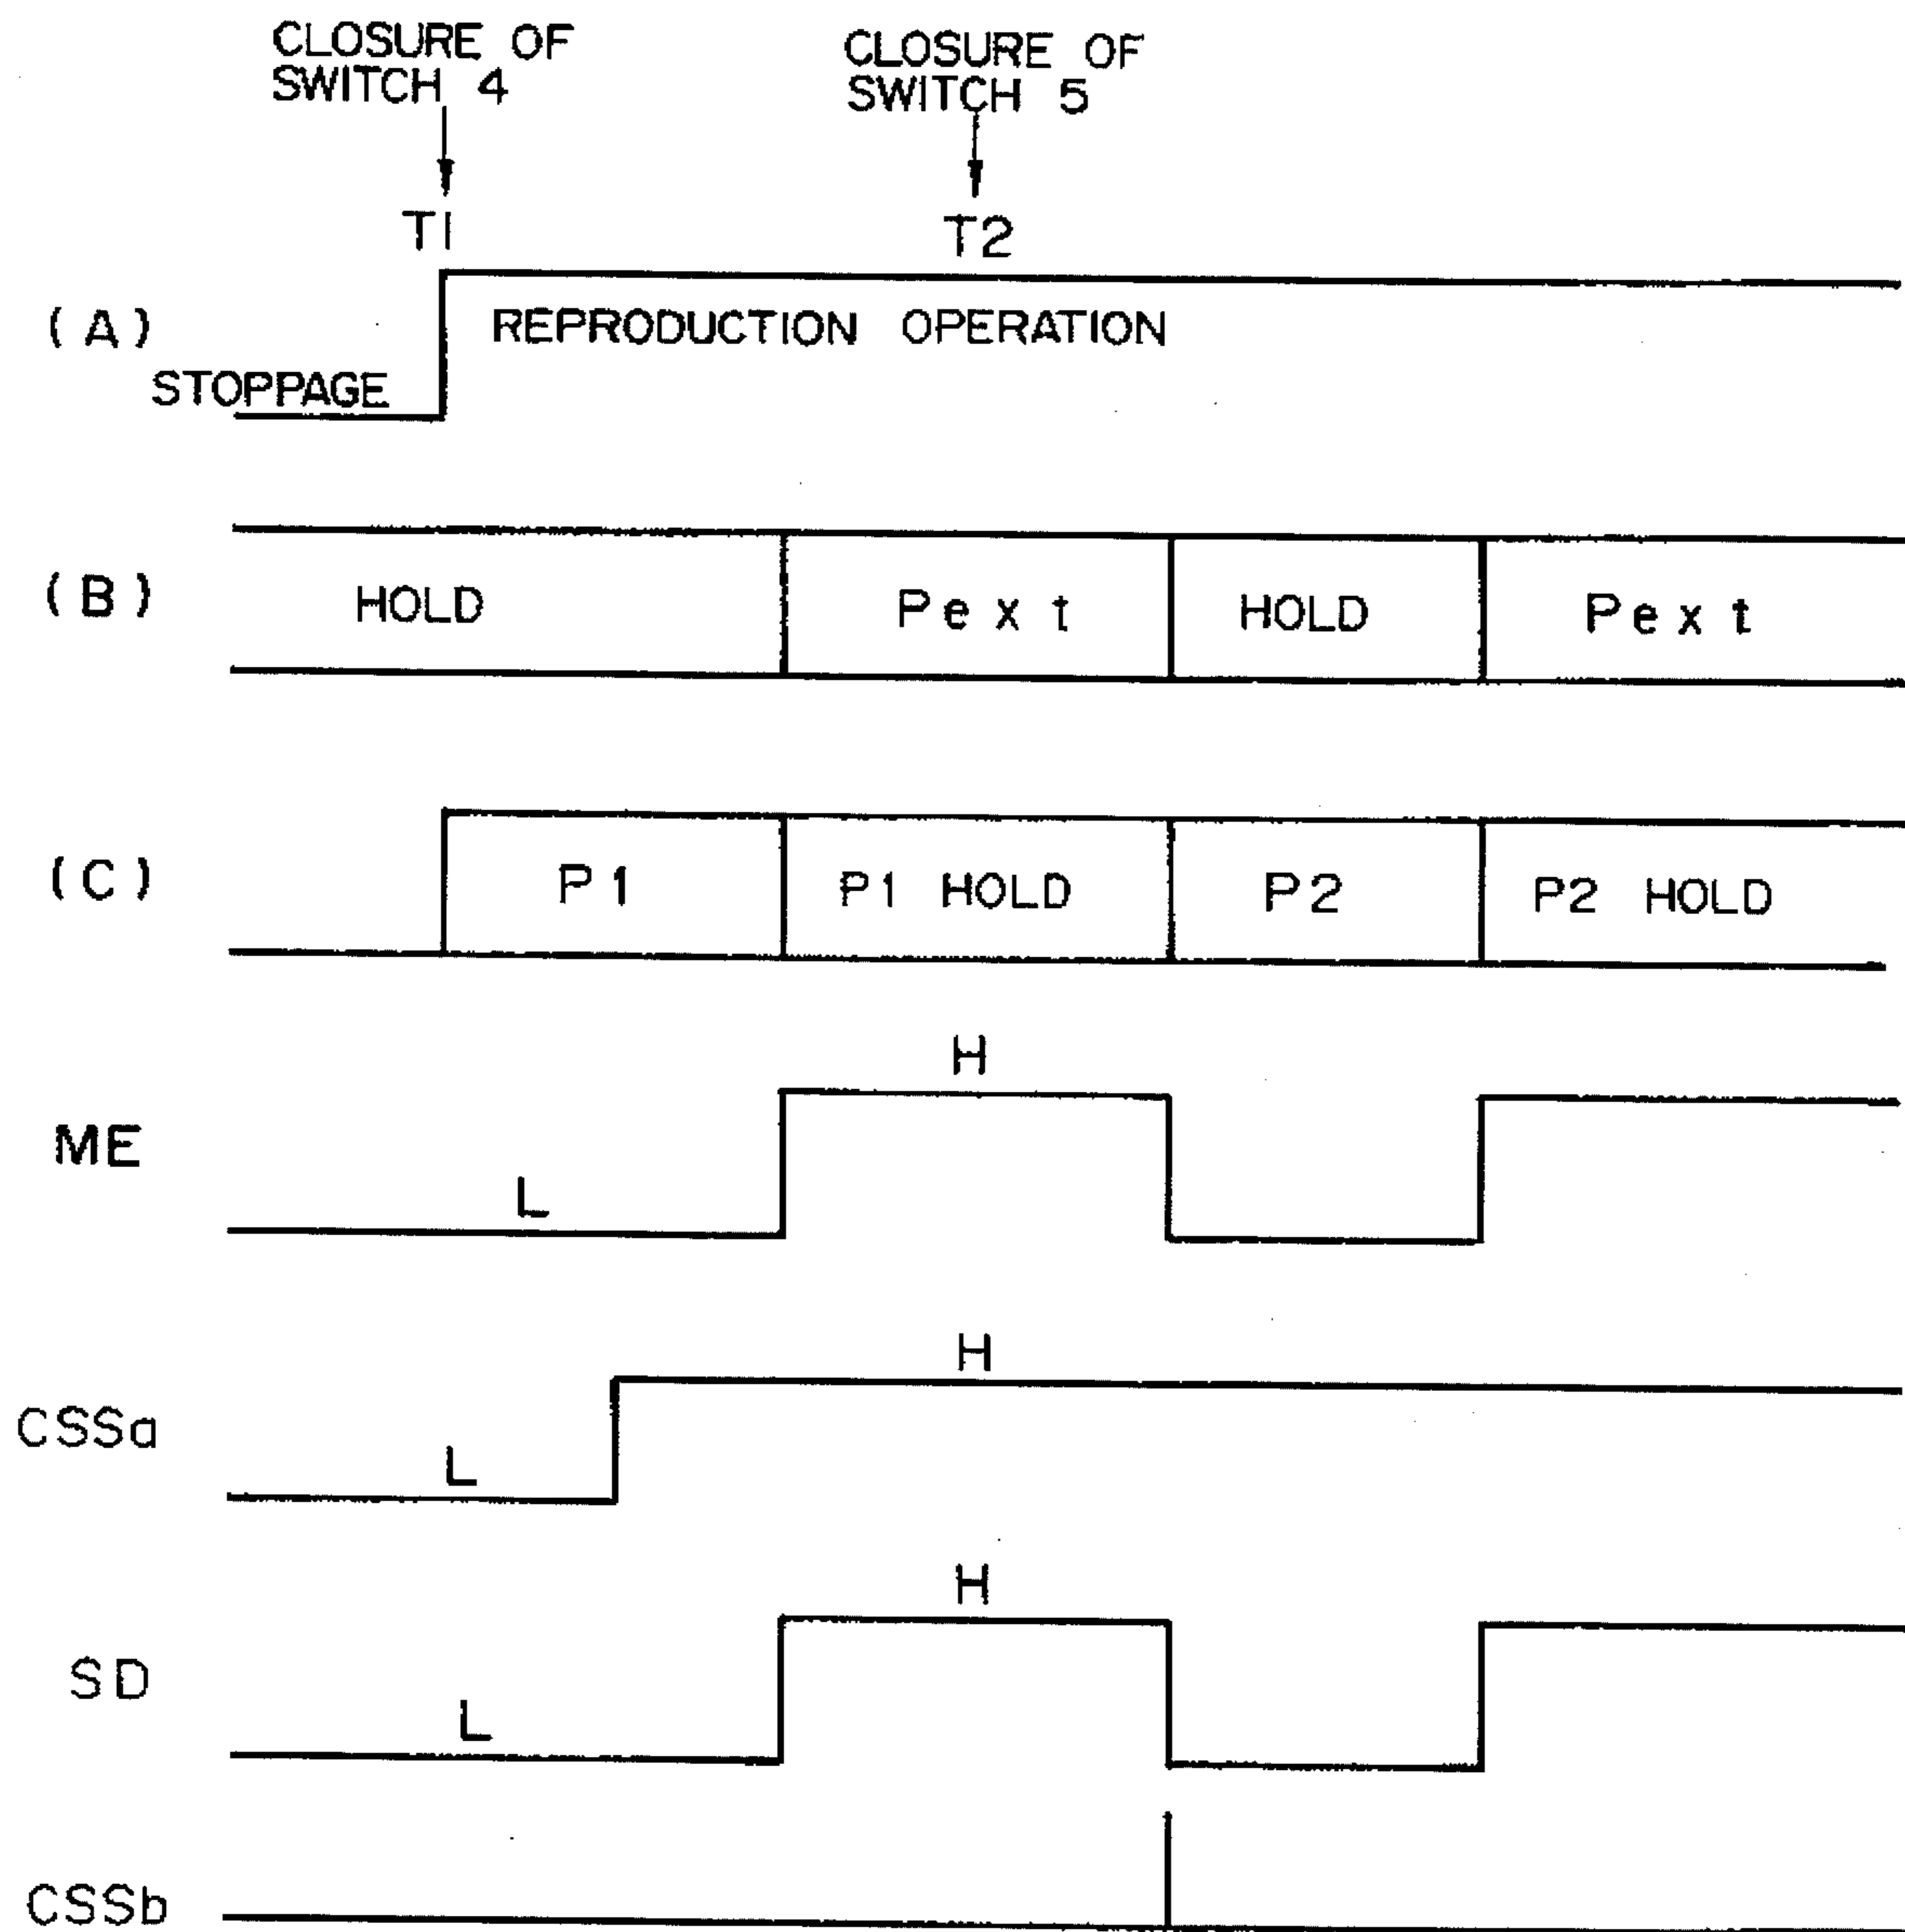 CLOSURE OF
SWITCH 4
CLOSURE OF
SWITCH 5
T1
T2
(A)
REPRODUCTION OPERATION
STOPPAGE
(B)
HOLD
Pext
HOLD
Pext
(C)
P1
P1 HOLD
P2
P2 HOLD
ME
L
H
CSSa
L
H
SD
L
H
CSSb